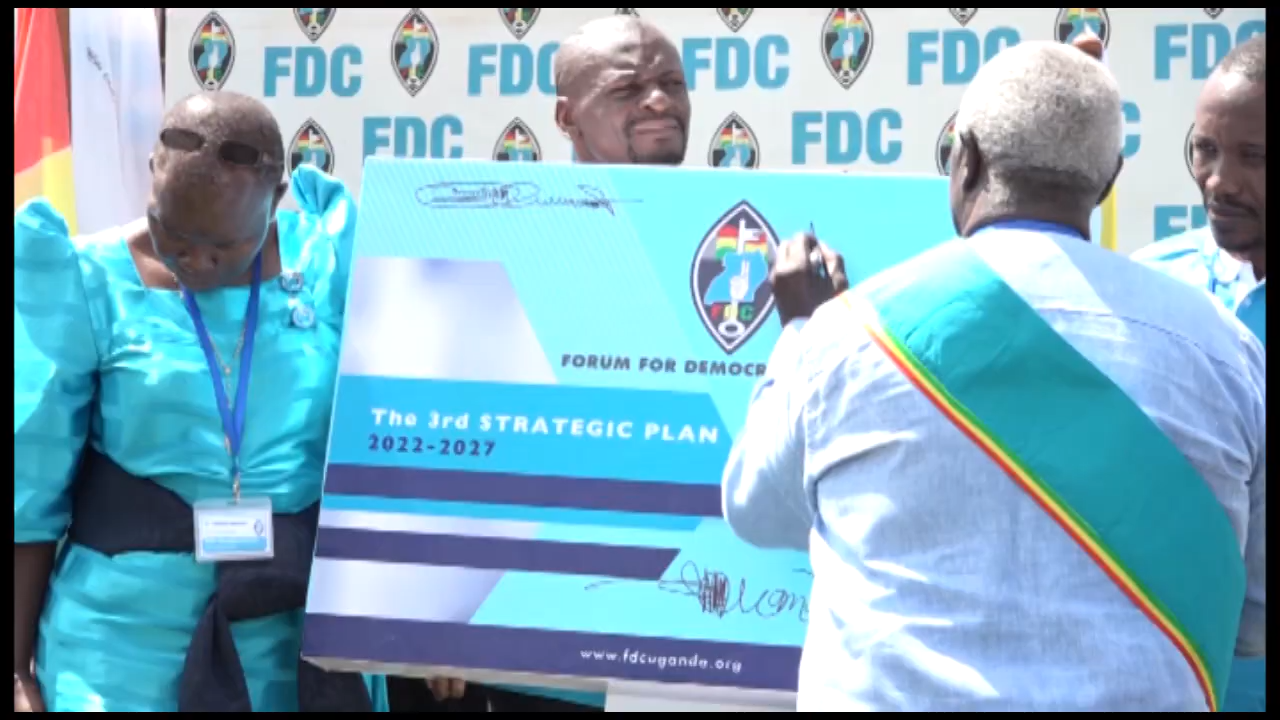 FDC FDC FDC FDC FDC
FDC FDC
FDC
FORUM FOR DEMOCR
The 3rd STRATEGIC PLAN
2022-2027
www.fdcuganda.org